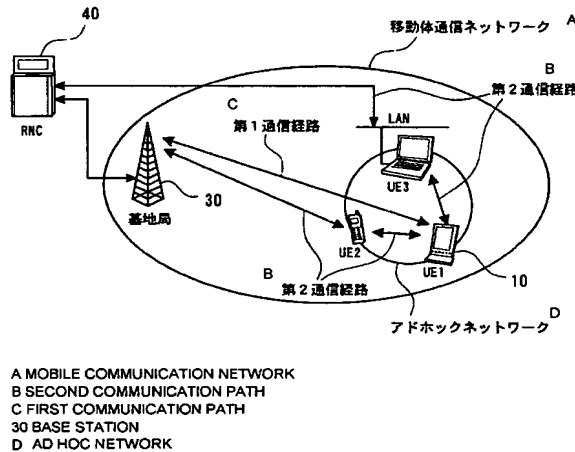 40
移動体通信ネットワーク A
B
第2通信経路
C
第1通信経路
LAN
RNC
UE3
30
基地局
UE2
UE1
10
B
第2通信経路
D
アドホックネットワーク
A MOBILE COMMUNICATION NETWORK
B SECOND COMMUNICATION PATH
C FIRST COMMUNICATION PATH
30 BASE STATION
D AD HOC NETWORK